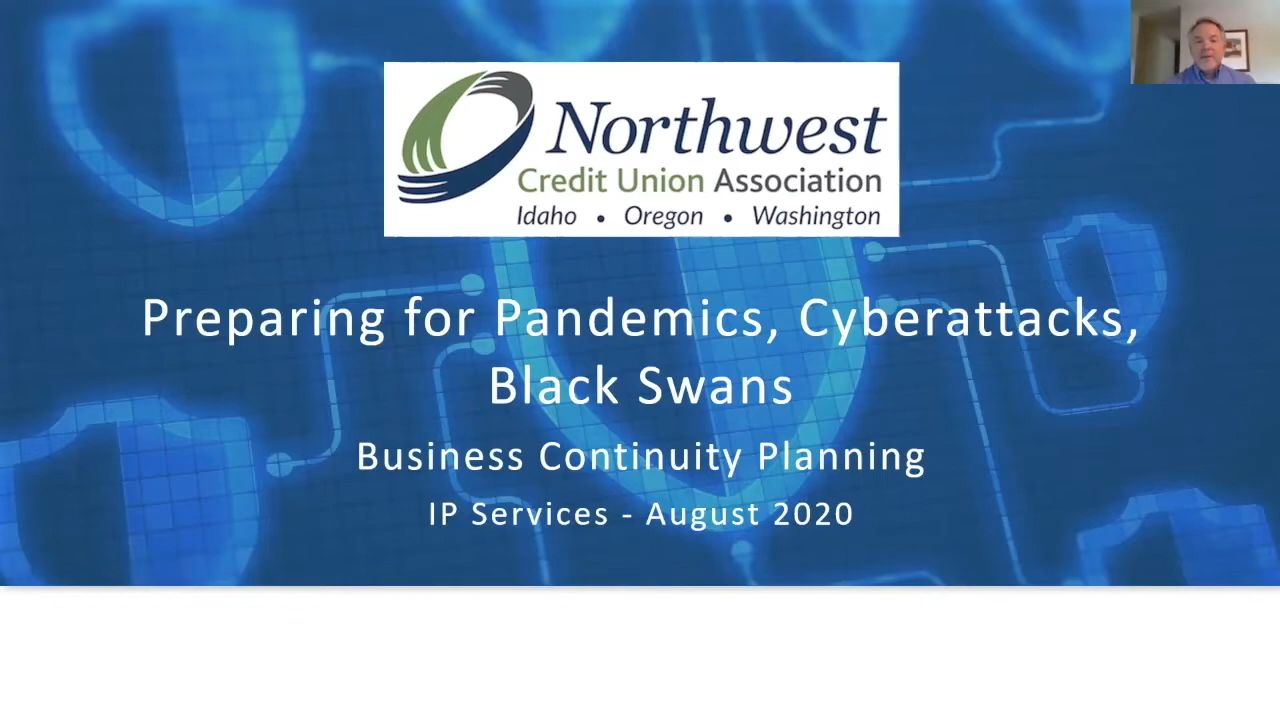 Northwest
Credit Union Association
Idaho • Oregon • Washington
Preparing for Pandemics, Cyberattacks,
Black Swans
Business Continuity Planning
IP Services - August 2020